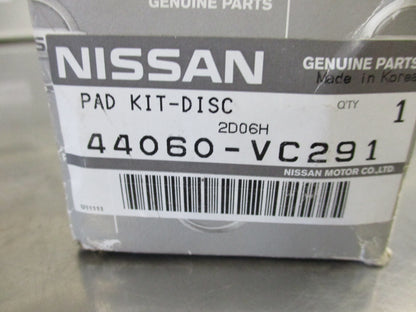 GENUINE PARTS
NISSAN
GENUINE PARTS
Made in Korea
PAD KIT-DISC
QTY 1
2D06H
44060-VC291
NISSAN MOTOR CO.,LTD.